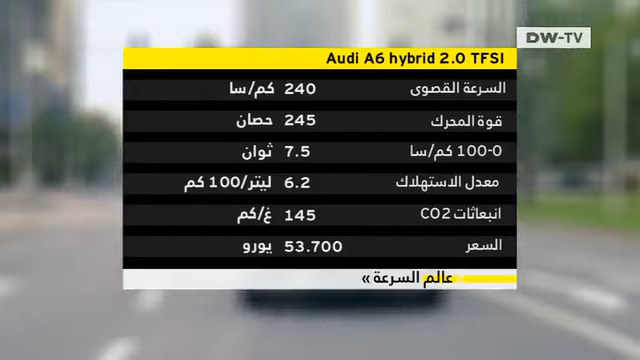 DW-TV
Audi A6 hybrid 2.0 TFSI
السرعة القصوى 240 كم/سا
قوة المحرك 245 حصان
0-100 كم/سا 7.5 ثوان
معدل الاستهلاك 6.2 ليتر/100 كم
انبعاثات CO2 145 غ/كم
السعر 53.700 يورو
عالم السرعة »